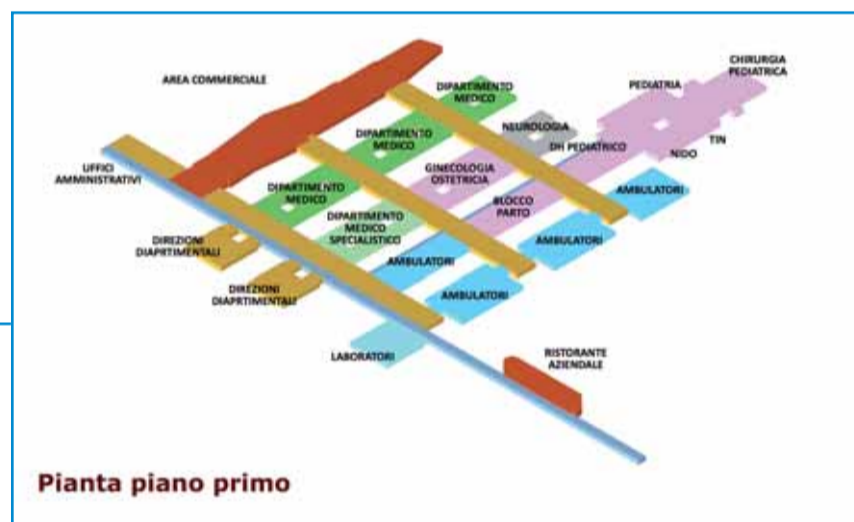 AREA COMMERCIALE
CHIRURGIA
PEDIATRICA
PEDIATRIA
DIPARTIMENTO
MEDICO
NEUROLOGIA
DIPARTIMENTO
MEDICO
DH PEDIATRICO
TIN
NIDO
UFFICI
AMMINISTRATIVI
GINECOLOGIA
OSTETRICIA
DIPARTIMENTO
MEDICO
BLOCCO
PARTO
AMBULATORI
DIPARTIMENTO
MEDICO
SPECIALISTICO
DIREZIONI
DIAPRTIMENTALI
AMBULATORI
AMBULATORI
DIREZIONI
DIAPRTIMENTALI
AMBULATORI
LABORATORI
RISTORANTE
AZIENDALE
Pianta piano primo